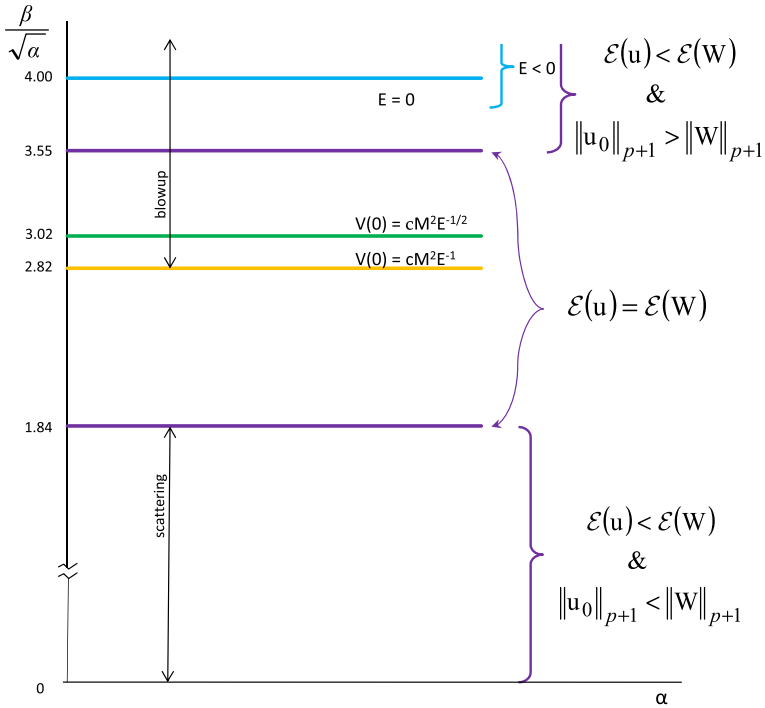 β
√α
4.00
E = 0
E < 0
ℰ(u) < ℰ(W)
&
‖u₀‖ₚ₊₁ > ‖W‖ₚ₊₁
3.55
blowup
V(0) = cM²E⁻¹/²
3.02
V(0) = cM²E⁻¹
2.82
ℰ(u) = ℰ(W)
1.84
scattering
ℰ(u) < ℰ(W)
&
‖u₀‖ₚ₊₁ < ‖W‖ₚ₊₁
0
α